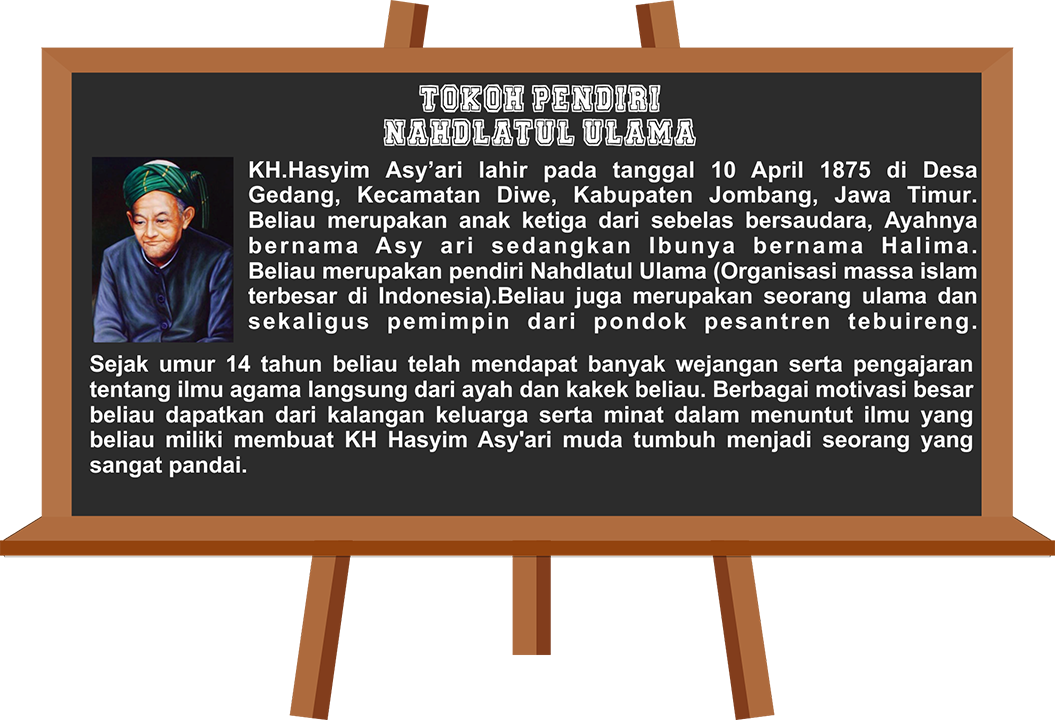 TOKOH PENDIRI
NAHDLATUL ULAMA
KH.Hasyim Asy’ari lahir pada tanggal 10 April 1875 di Desa
Gedang, Kecamatan Diwe, Kabupaten Jombang, Jawa Timur.
Beliau merupakan anak ketiga dari sebelas bersaudara, Ayahnya
bernama Asy ari sedangkan Ibunya bernama Halima.
Beliau merupakan pendiri Nahdlatul Ulama (Organisasi massa islam
terbesar di Indonesia).Beliau juga merupakan seorang ulama dan
sekaligus pemimpin dari pondok pesantren tebuireng.
Sejak umur 14 tahun beliau telah mendapat banyak wejangan serta pengajaran
tentang ilmu agama langsung dari ayah dan kakek beliau. Berbagai motivasi besar
beliau dapatkan dari kalangan keluarga serta minat dalam menuntut ilmu yang
beliau miliki membuat KH Hasyim Asy'ari muda tumbuh menjadi seorang yang
sangat pandai.